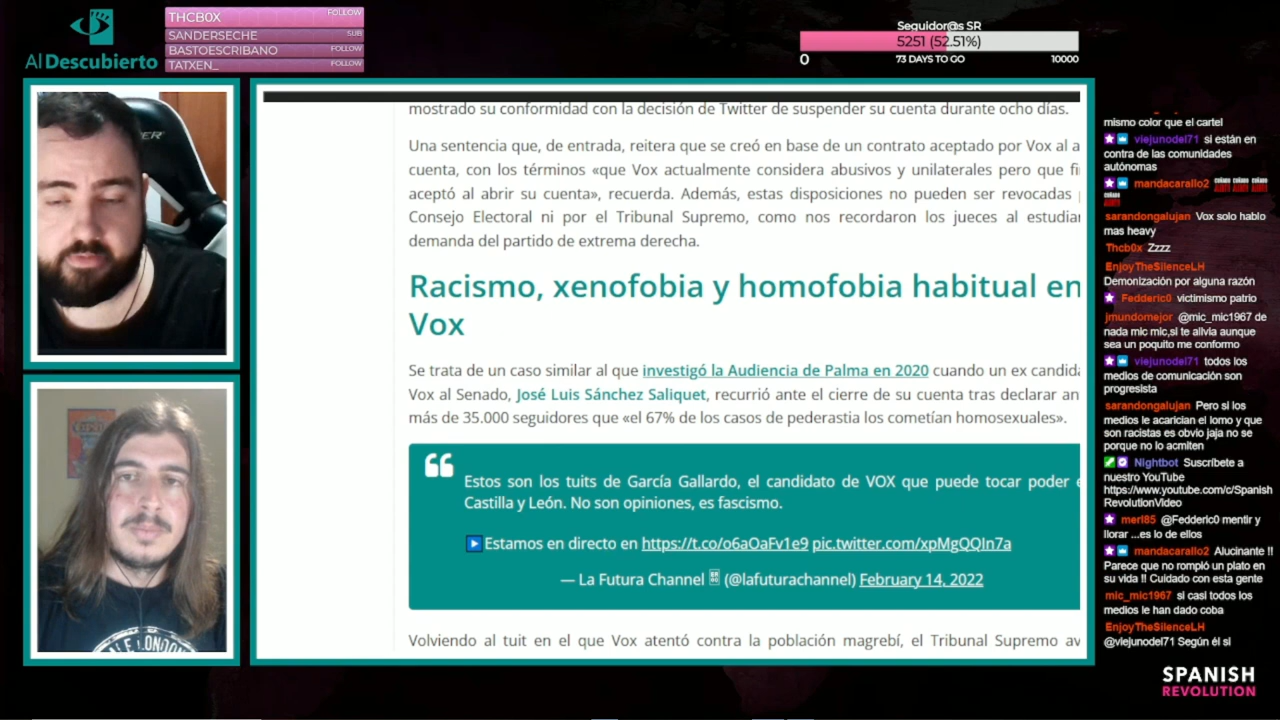 Al Descubierto
THCB0X FOLLOW
SANDERSECHE SUB
BASTOESCRIBANO FOLLOW
TATXEN_ FOLLOW
Seguidor@s SR
5251 (52.51%)
0 73 DAYS TO GO 10000
mostrado su conformidad con la decisión de Twitter de suspender su cuenta durante ocho días.
Una sentencia que, de entrada, reitera que se creó en base de un contrato aceptado por Vox al a
cuenta, con los términos «que Vox actualmente considera abusivos y unilaterales pero que fi
aceptó al abrir su cuenta», recuerda. Además, estas disposiciones no pueden ser revocadas
Consejo Electoral ni por el Tribunal Supremo, como nos recordaron los jueces al estudiar
demanda del partido de extrema derecha.
Racismo, xenofobia y homofobia habitual en
Vox
Se trata de un caso similar al que investigó la Audiencia de Palma en 2020 cuando un ex candida
Vox al Senado, José Luis Sánchez Saliquet, recurrió ante el cierre de su cuenta tras declarar an
más de 35.000 seguidores que «el 67% de los casos de pederastia los cometían homosexuales».
Estos son los tuits de García Gallardo, el candidato de VOX que puede tocar poder e
Castilla y León. No son opiniones, es fascismo.
Estamos en directo en https://t.co/o6aOaFv1e9 pic.twitter.com/xpMgQQIn7a
— La Futura Channel (@lafuturachannel) February 14, 2022
Volviendo al tuit en el que Vox atentó contra la población magrebí, el Tribunal Supremo av
mismo color que el cartel
viejunodel71 si están en
contra de las comunidades
autónomas
mandacarallo2
sarandongalujan Vox solo hablo
mas heavy
Thcb0x Zzzz
EnjoyTheSilenceLH
Demonización por alguna razón
Fedderic0 victimismo patrio
jmundomejor @mic_mic1967 de
nada mic mic,si te alivia aunque
sea un poquito me conformo
viejunodel71 todos los
medios de comunicación son
progresista
sarandongalujan Pero si los
medios le acarician el lomo y que
son racistas es obvio jaja no se
porque no lo acmiten
Nightbot Suscríbete a
nuestro YouTube
https://www.youtube.com/c/Spanish
RevolutionVideo
merl85 @Fedderic0 mentir y
llorar ...es lo de ellos
mandacarallo2 Alucinante !!
Parece que no rompió un plato en
su vida !! Cuidado con esta gente
mic_mic1967 si casi todos los
medios le han dado coba
EnjoyTheSilenceLH
@viejunodel71 Según él si
SPANISH
REVOLUTION